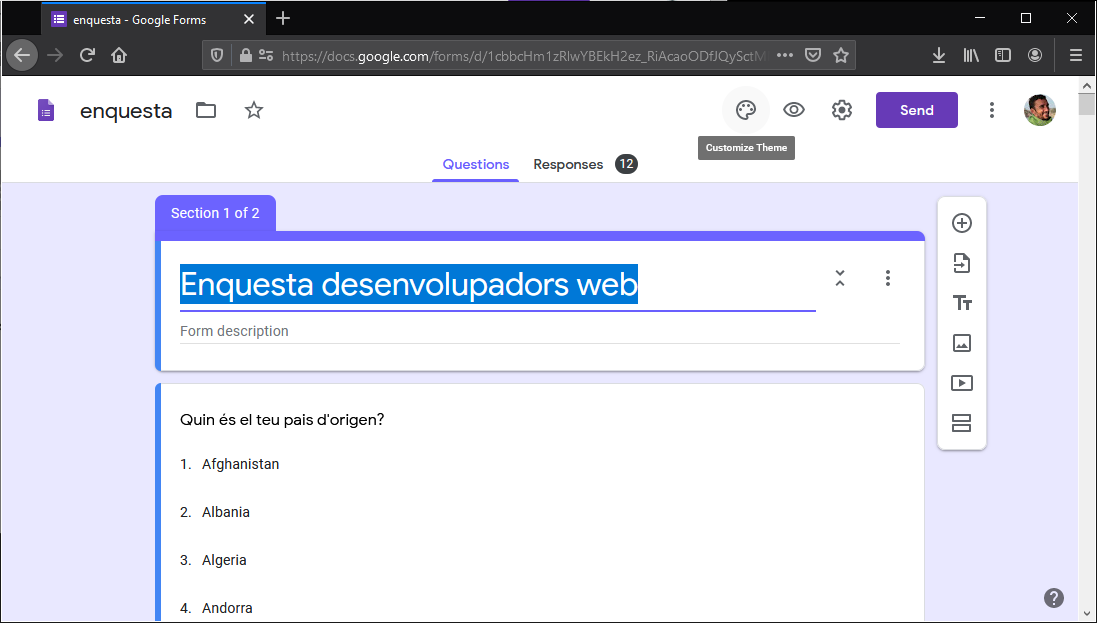 enquesta - Google Forms
https://docs.google.com/forms/d/1cbbcHm1zRlwYBEkH2ez_RiAcaoODfJQySctM
enquesta
Send
Customize Theme
Questions Responses 12
Section 1 of 2
Enquesta desenvolupadors web
Form description
Quin és el teu pais d'origen?
1. Afghanistan
2. Albania
3. Algeria
4. Andorra